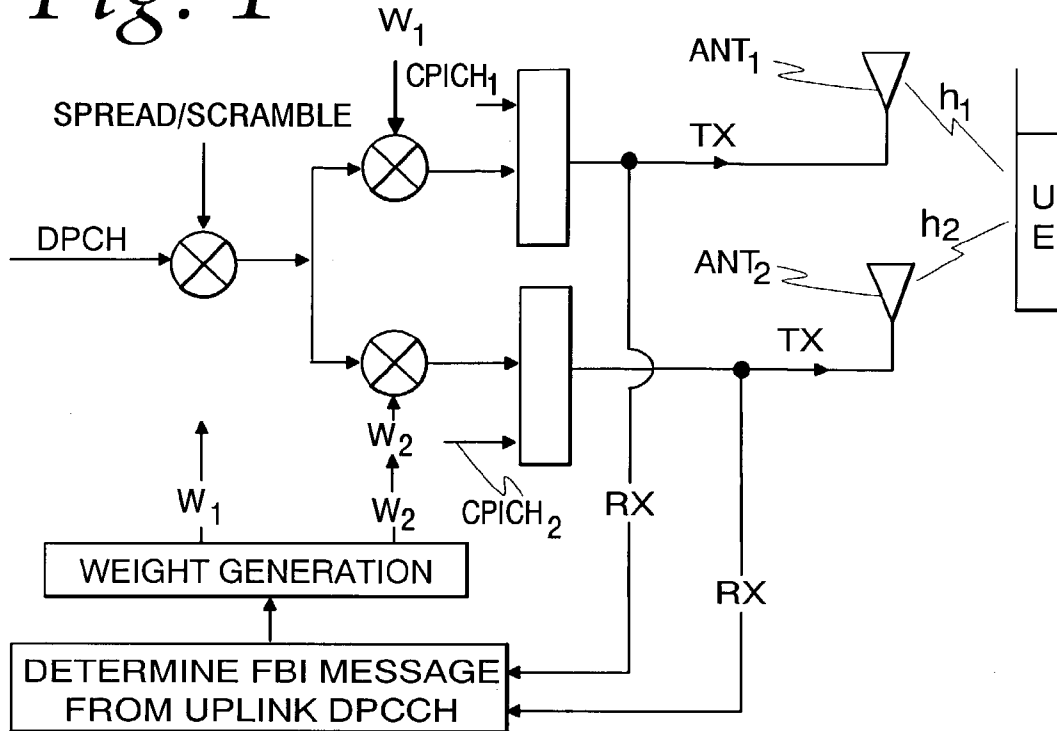 Fig. 1
W1
CPICH1
ANT1
h1
SPREAD/SCRAMBLE
TX
DPCH
U
E
h2
ANT2
TX
W2
W1
W2
CPICH2
RX
WEIGHT GENERATION
RX
DETERMINE FBI MESSAGE
FROM UPLINK DPCCH